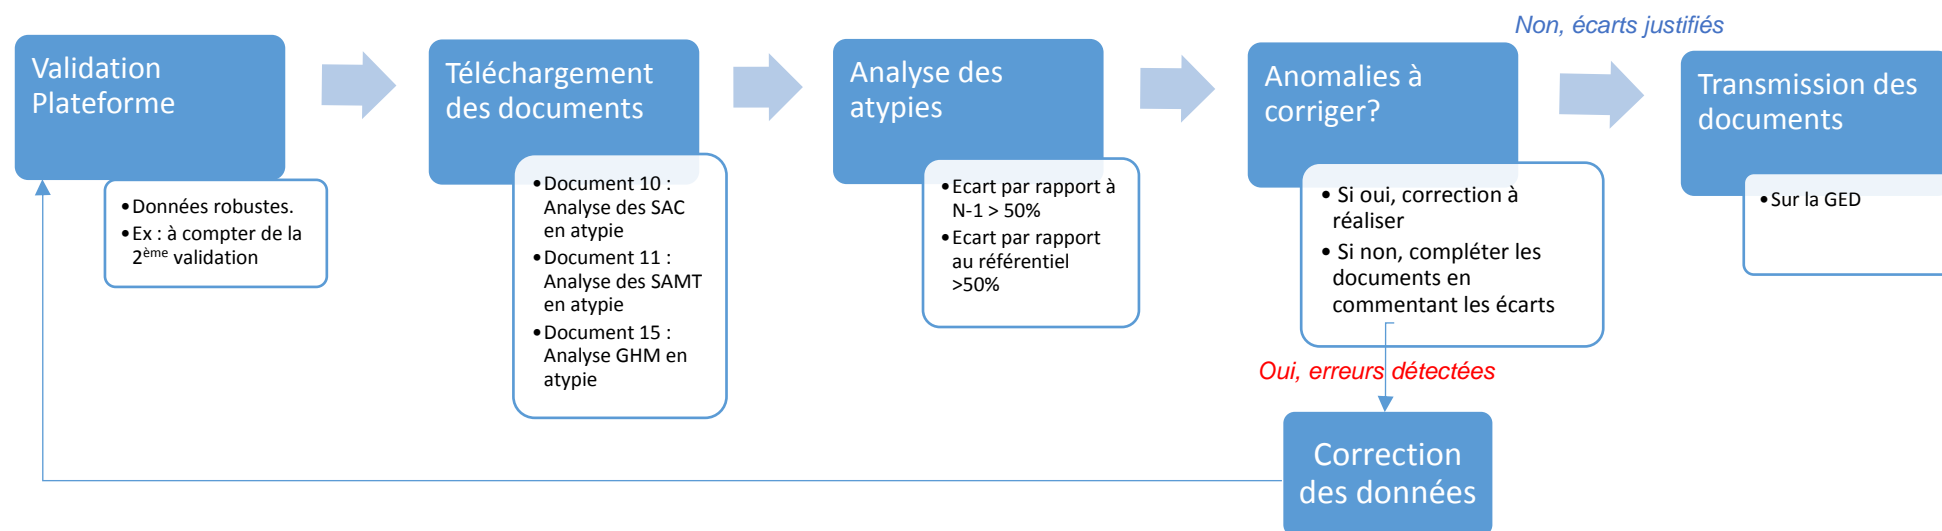 Validation
Plateforme
•Données robustes.
•Ex : à compter de la
2ème validation
Téléchargement
des documents
•Document 10 :
Analyse des SAC
en atypie
•Document 11 :
Analyse des SAMT
en atypie
•Document 15 :
Analyse GHM en
atypie
Analyse des
atypies
•Ecart par rapport à
N-1 > 50%
•Ecart par rapport
au référentiel
>50%
Anomalies à
corriger?
• Si oui, correction à
réaliser
• Si non, compléter les
documents en
commentant les écarts
Non, écarts justifiés
Transmission des
documents
•Sur la GED
Oui, erreurs détectées
Correction
des données